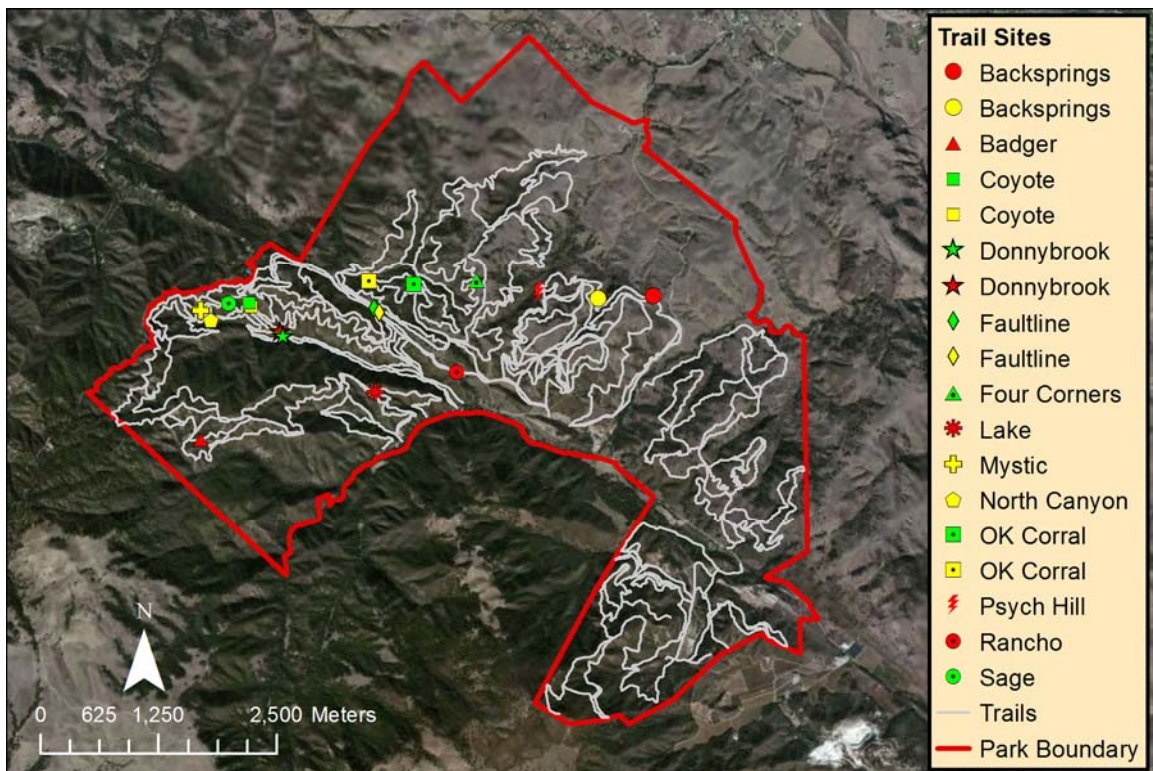 Trail Sites
Backsprings
Backsprings
Badger
Coyote
Coyote
Donnybrook
Donnybrook
Faultline
Faultline
Four Corners
Lake
Mystic
North Canyon
OK Corral
OK Corral
Psych Hill
Rancho
Sage
Trails
Park Boundary
N
0 625 1,250 2,500 Meters